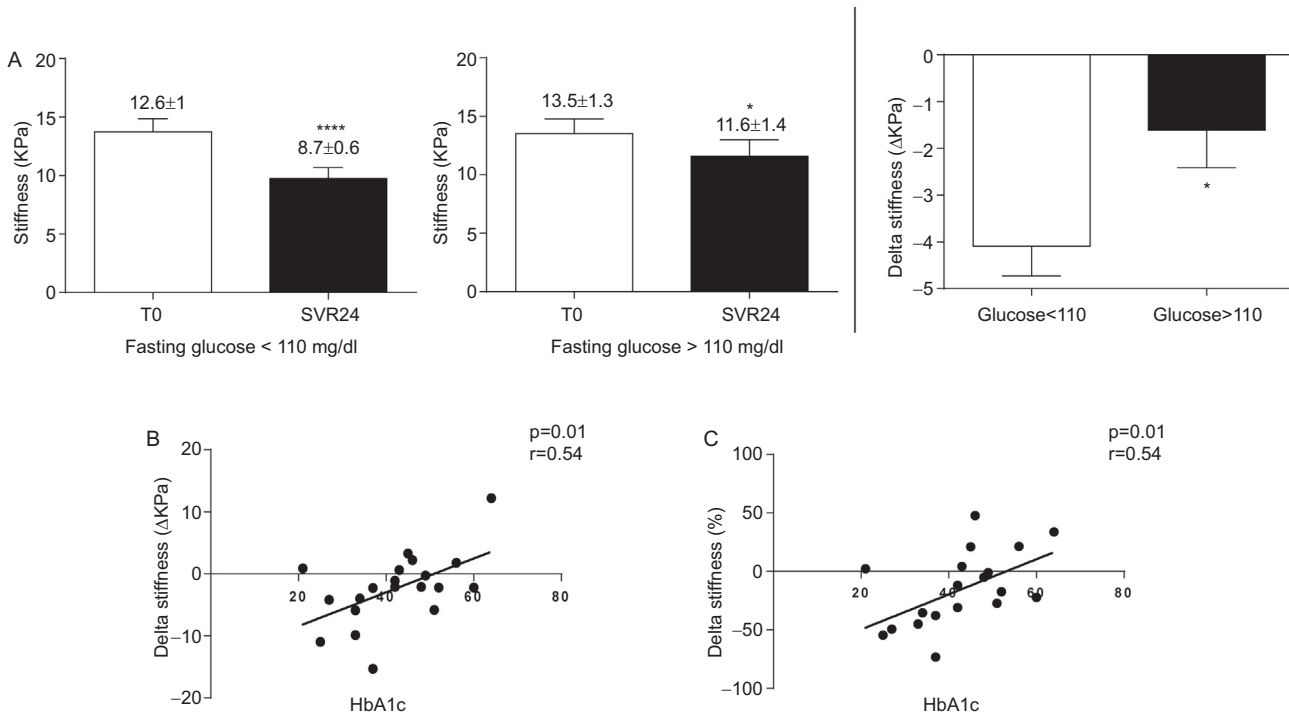 A
Stiffness (KPa)
20
15
10
5
0
12.6±1
****
8.7±0.6
T0
SVR24
Fasting glucose < 110 mg/dl
Stiffness (KPa)
20
15
10
5
0
13.5±1.3
*
11.6±1.4
T0
SVR24
Fasting glucose > 110 mg/dl
Delta stiffness (ΔKPa)
0
−1
−2
−3
−4
−5
*
Glucose<110
Glucose>110
B
p=0.01
r=0.54
Delta stiffness (ΔKPa)
20
10
0
−10
−20
20 40 60 80
HbA1c
C
p=0.01
r=0.54
Delta stiffness (%)
100
50
0
−50
−100
20 40 60 80
HbA1c